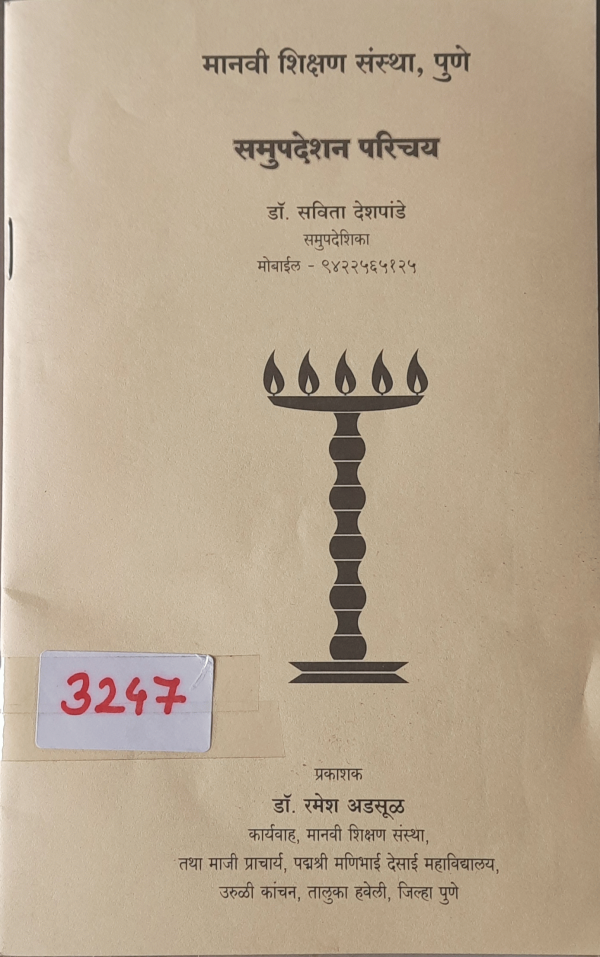 मानवी शिक्षण संस्था, पुणे
समुपदेशन परिचय
डॉ. सविता देशपांडे
समुपदेशिका
मोबाईल - ९४२२५६५१२५
3247
प्रकाशक
डॉ. रमेश अडसूळ
कार्यवाह, मानवी शिक्षण संस्था,
तथा माजी प्राचार्य, पद्मश्री मणिभाई देसाई महाविद्यालय,
उरुळी कांचन, तालुका हवेली, जिल्हा पुणे